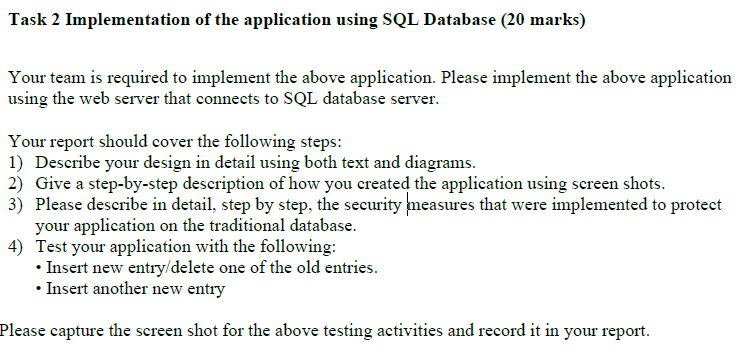 Task 2 Implementation of the application using SQL Database (20 marks)
Your team is required to implement the above application. Please implement the above application
using the web server that connects to SQL database server.
Your report should cover the following steps:
1) Describe your design in detail using both text and diagrams.
2) Give a step-by-step description of how you created the application using screen shots.
3) Please describe in detail, step by step, the security measures that were implemented to protect
your application on the traditional database.
4) Test your application with the following:
• Insert new entry/delete one of the old entries.
• Insert another new entry
Please capture the screen shot for the above testing activities and record it in your report.